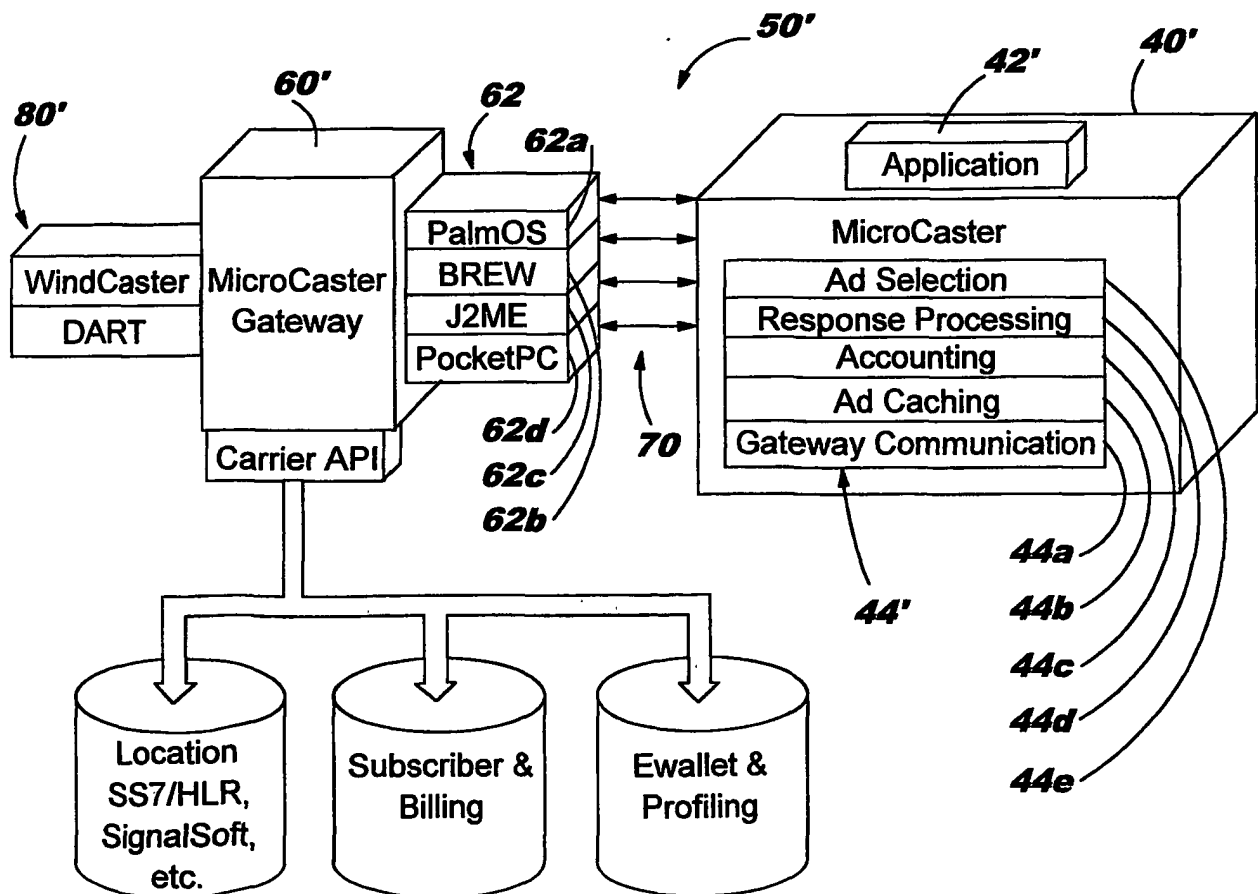 50'
40'
42'
60'
62
80'
62a
Application
PalmOS
MicroCaster
WindCaster
MicroCaster
Gateway
BREW
Ad Selection
DART
J2ME
Response Processing
PocketPC
Accounting
Ad Caching
62d
70
Carrier API
Gateway Communication
62c
62b
44a
44'
44b
44c
44d
44e
Location
SS7/HLR,
SignalSoft,
etc.
Subscriber &
Billing
Ewallet &
Profiling